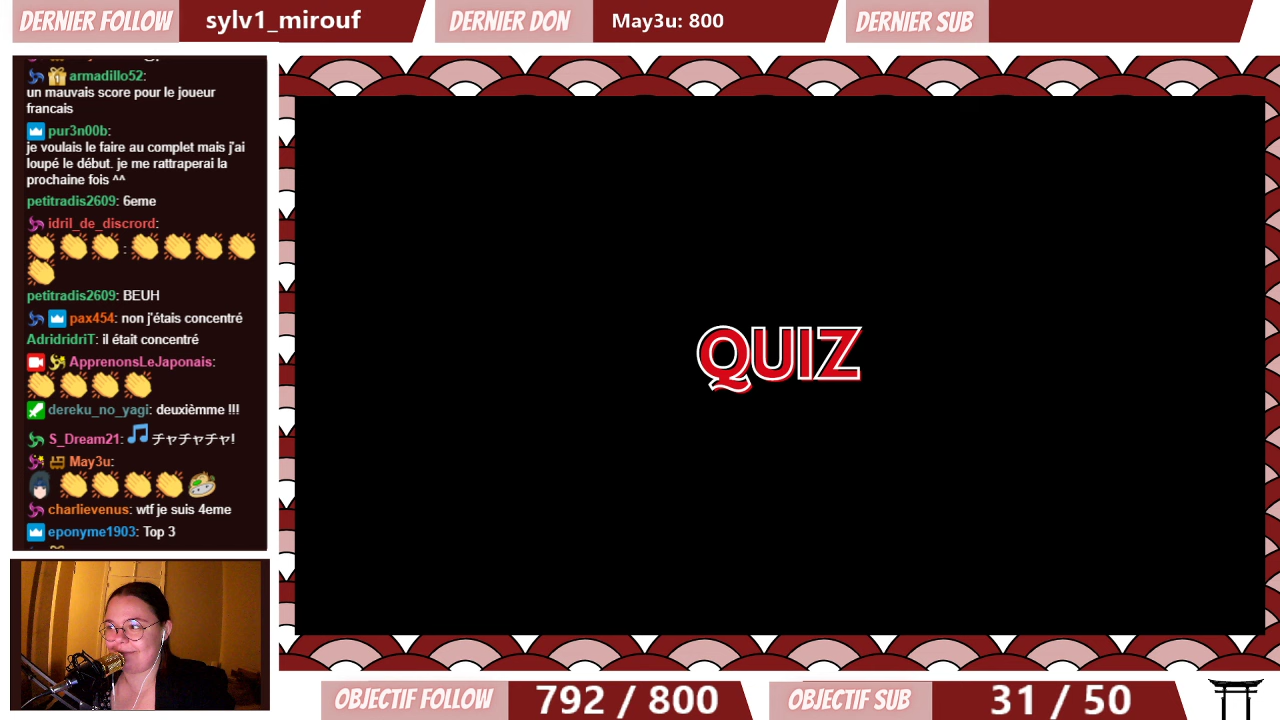 DERNIER FOLLOW sylv1_mirouf DERNIER DON May3u: 800 DERNIER SUB
armadillo52:
un mauvais score pour le joueur
francais
pur3n00b:
je voulais le faire au complet mais j'ai
loupé le début. je me rattraperai la
prochaine fois ^^
petitradis2609: 6eme
idril_de_discrord:
:
petitradis2609: BEUH
pax454: non j'étais concentré
AdridridriT: il était concentré
ApprenonsLeJaponais:
dereku_no_yagi: deuxièmme !!!
S_Dream21: チャチャチャ!
May3u:
charlievenus: wtf je suis 4eme
eponyme1903: Top 3
QUIZ
OBJECTIF FOLLOW 792 / 800 OBJECTIF SUB 31 / 50